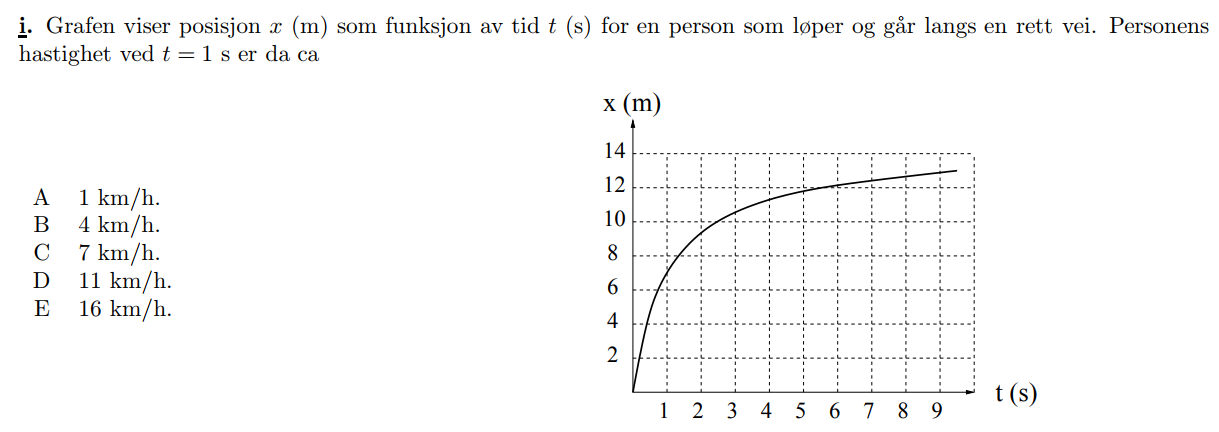 i. Grafen viser posisjon x (m) som funksjon av tid t (s) for en person som løper og går langs en rett vei. Personens
hastighet ved t = 1 s er da ca
A 1 km/h.
B 4 km/h.
C 7 km/h.
D 11 km/h.
E 16 km/h.
x (m)
14
12
10
8
6
4
2
1 2 3 4 5 6 7 8 9
t (s)